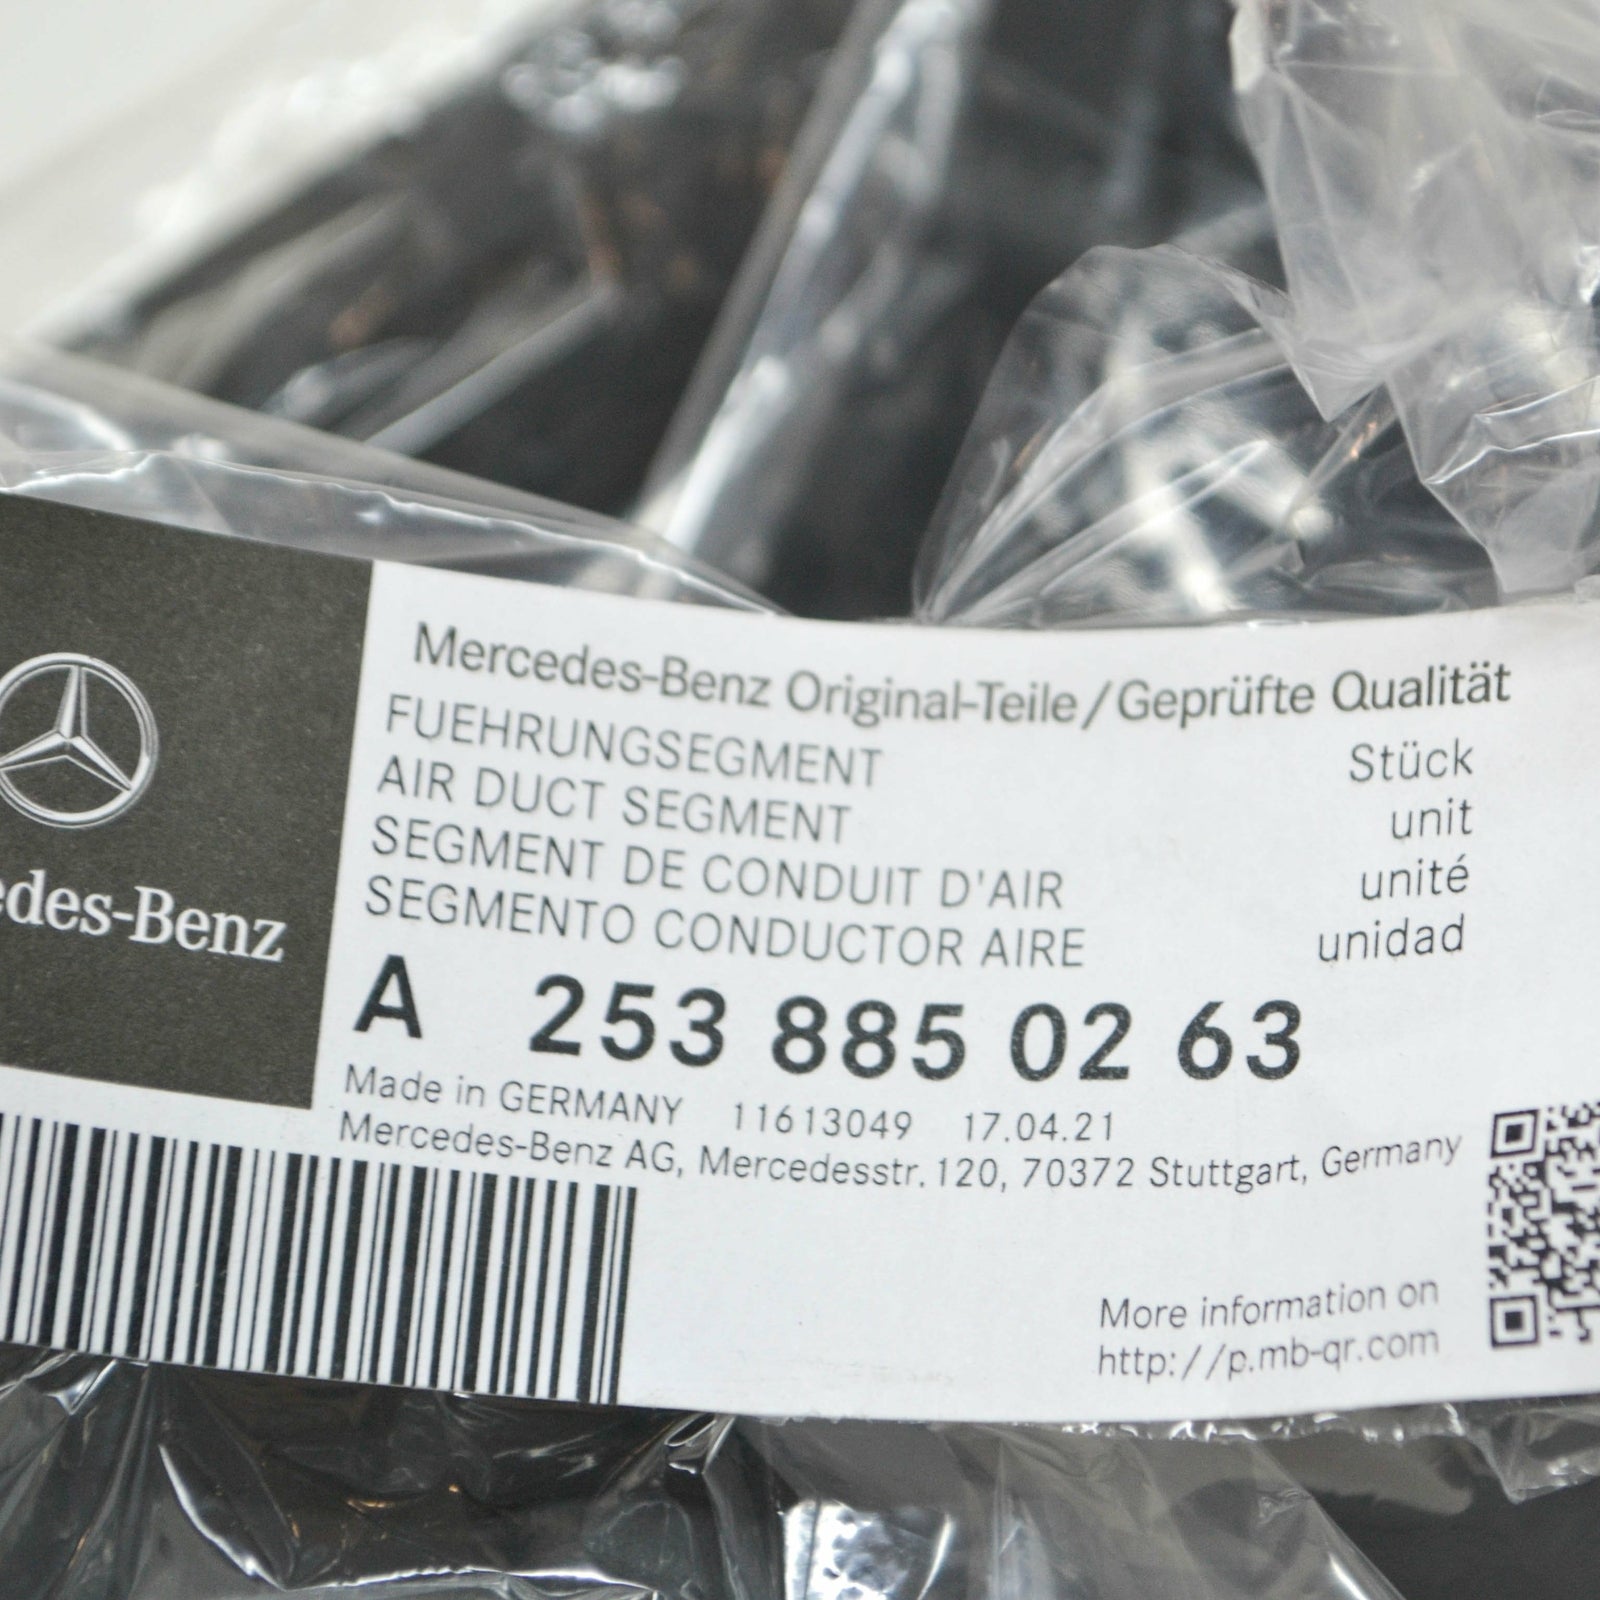 Mercedes-Benz Original-Teile/Geprüfte Qualität
FUEHRUNGSEGMENT Stück
AIR DUCT SEGMENT unit
SEGMENT DE CONDUIT D'AIR unité
SEGMENTO CONDUCTOR AIRE unidad
edes-Benz
A 253 885 02 63
Made in GERMANY 11613049 17.04.21
Mercedes-Benz AG, Mercedesstr. 120, 70372 Stuttgart, Germany
More information on
http://p.mb-qr.com